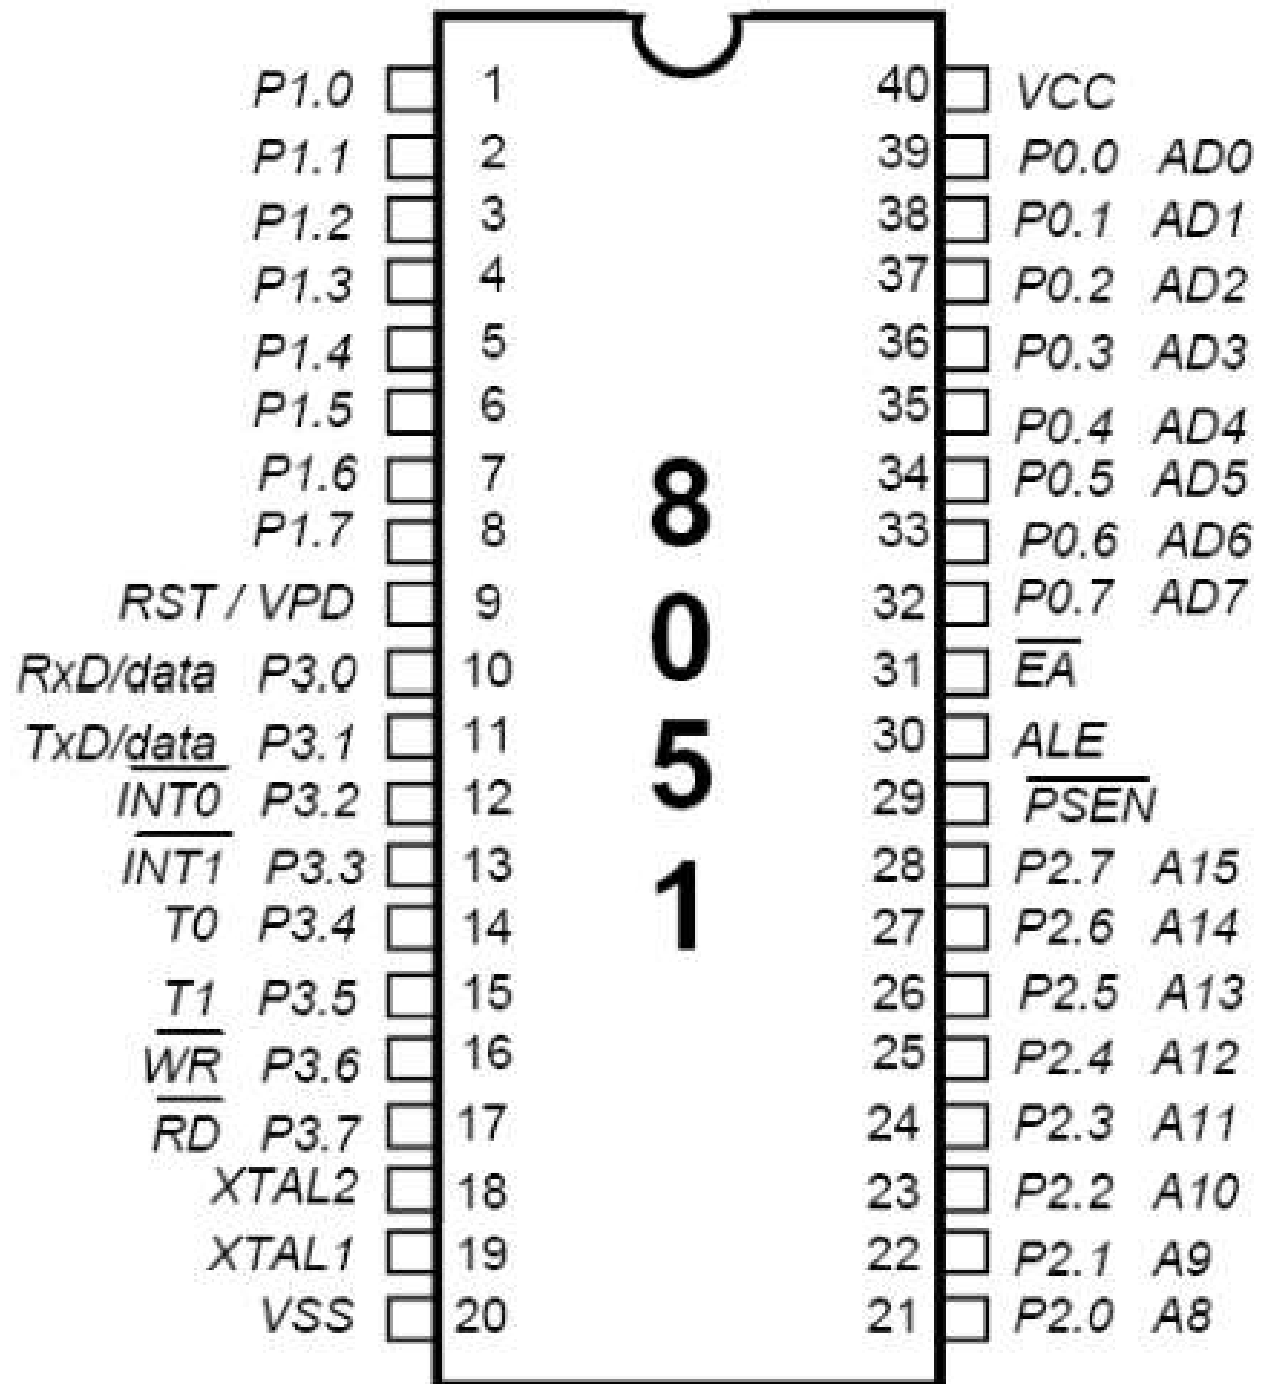 P1.0 1 40 VCC
P1.1 2 39 P0.0 AD0
P1.2 3 38 P0.1 AD1
P1.3 4 37 P0.2 AD2
P1.4 5 36 P0.3 AD3
P1.5 6 35 P0.4 AD4
P1.6 7 34 P0.5 AD5
P1.7 8 33 P0.6 AD6
RST / VPD 9 32 P0.7 AD7
RxD/data P3.0 10 31 E̅A̅
TxD/data P3.1 11 30 ALE
I̅N̅T̅0̅ P3.2 12 29 P̅S̅E̅N̅
I̅N̅T̅1̅ P3.3 13 28 P2.7 A15
T0 P3.4 14 27 P2.6 A14
T1 P3.5 15 26 P2.5 A13
W̅R̅ P3.6 16 25 P2.4 A12
R̅D̅ P3.7 17 24 P2.3 A11
XTAL2 18 23 P2.2 A10
XTAL1 19 22 P2.1 A9
VSS 20 21 P2.0 A8
8
0
5
1